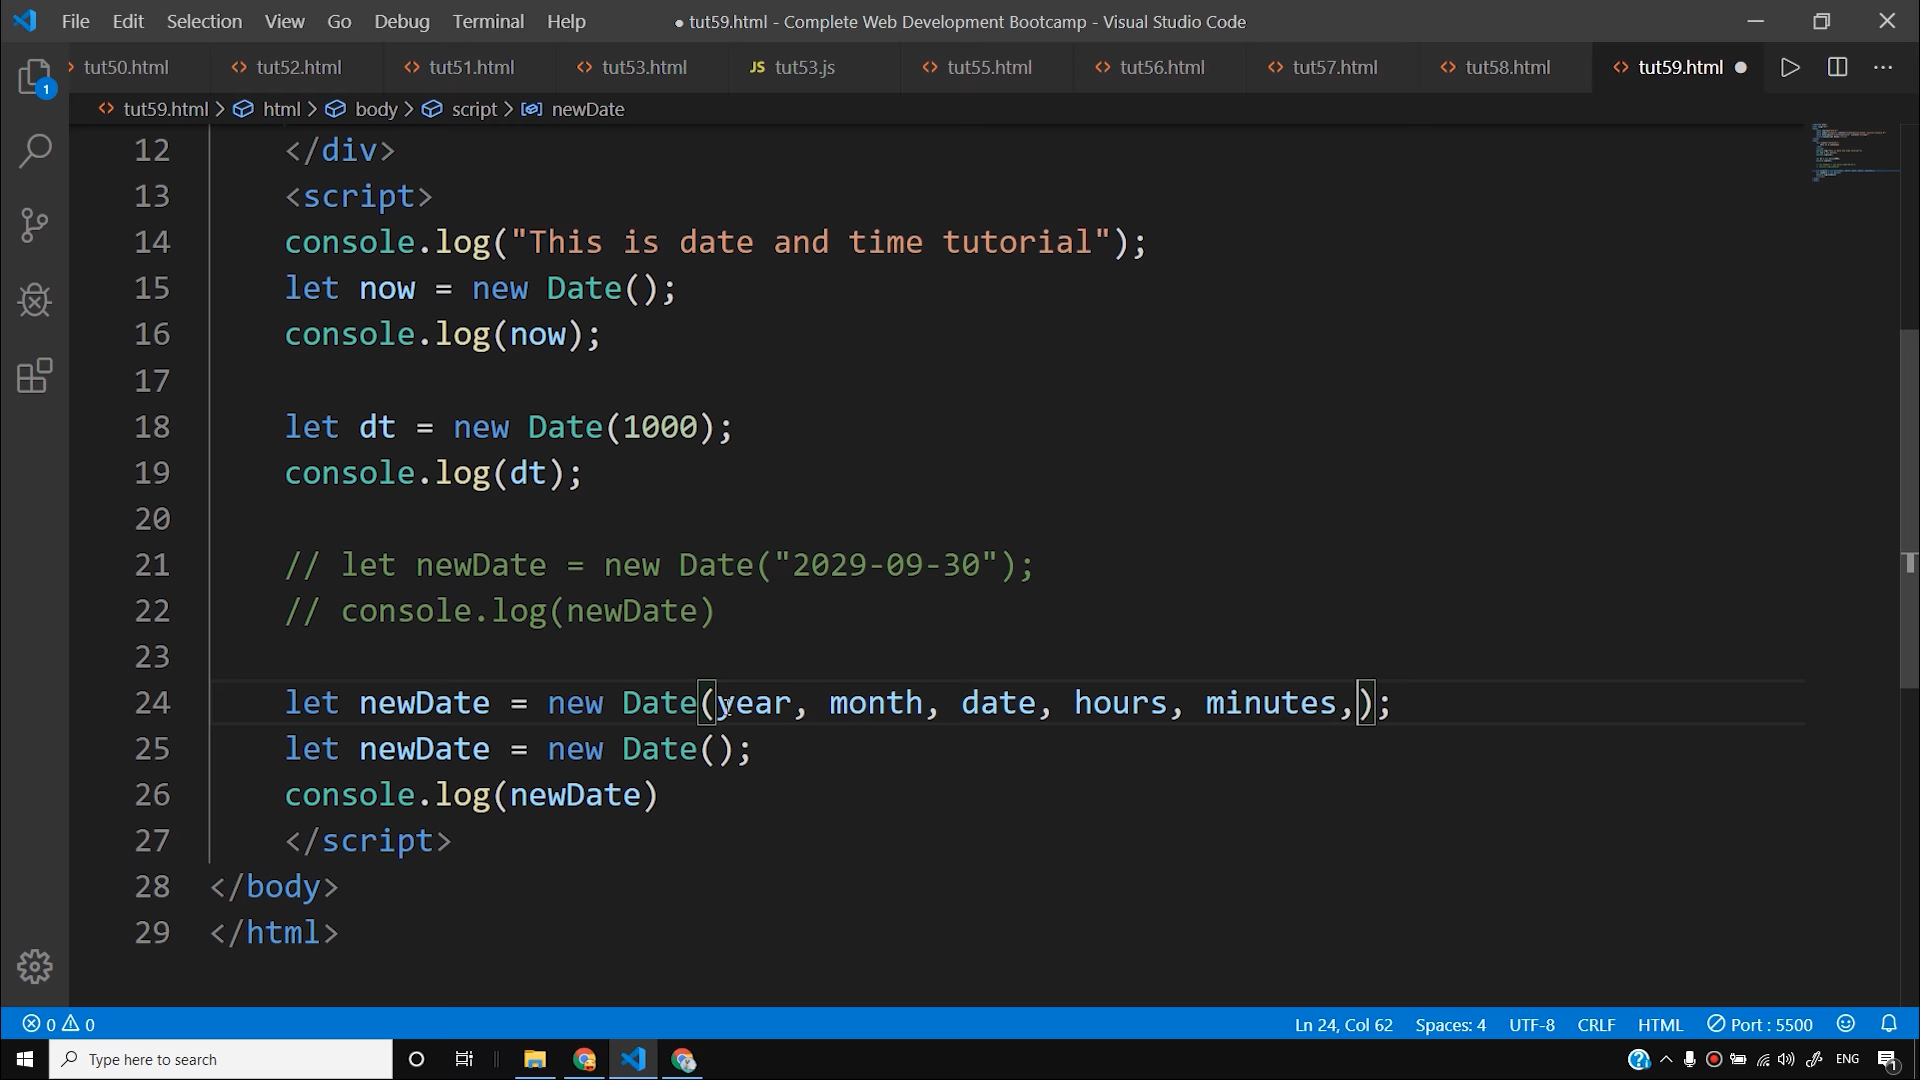 File Edit Selection View Go Debug Terminal Help ● tut59.html - Complete Web Development Bootcamp - Visual Studio Code
tut50.html tut52.html tut51.html tut53.html JS tut53.js tut55.html tut56.html tut57.html tut58.html tut59.html
1
tut59.html > html > body > script > newDate
12 </div>
13 <script>
14 console.log("This is date and time tutorial");
15 let now = new Date();
16 console.log(now);
17
18 let dt = new Date(1000);
19 console.log(dt);
20
21 // let newDate = new Date("2029-09-30");
22 // console.log(newDate)
23
24 let newDate = new Date(year, month, date, hours, minutes,);
25 let newDate = new Date();
26 console.log(newDate)
27 </script>
28 </body>
29 </html>
0 0 Ln 24, Col 62 Spaces: 4 UTF-8 CRLF HTML Port : 5500
Type here to search ENG 1